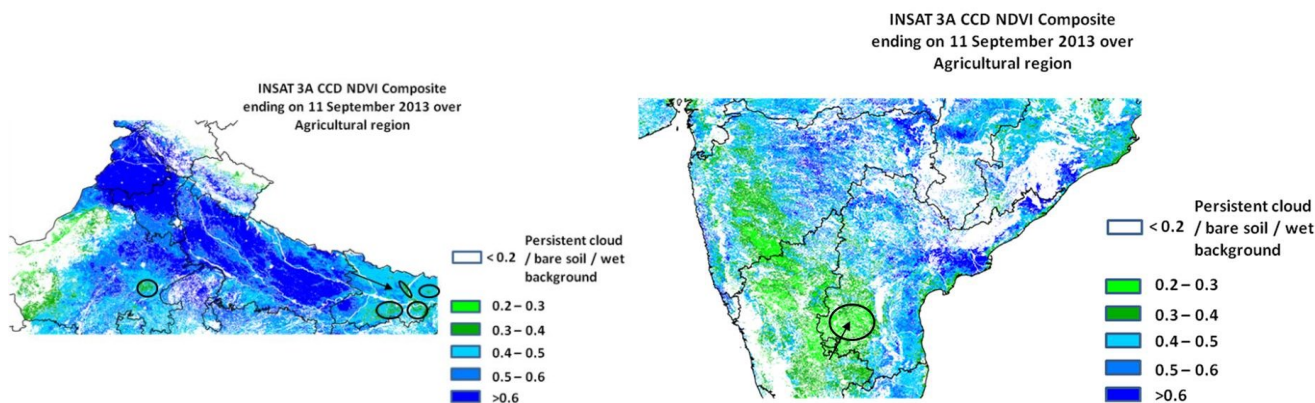 INSAT 3A CCD NDVI Composite
ending on 11 September 2013 over
Agricultural region
Persistent cloud
< 0.2 / bare soil / wet
background
0.2 – 0.3
0.3 – 0.4
0.4 – 0.5
0.5 – 0.6
>0.6
INSAT 3A CCD NDVI Composite
ending on 11 September 2013 over
Agricultural region
Persistent cloud
< 0.2 / bare soil / wet
background
0.2 – 0.3
0.3 – 0.4
0.4 – 0.5
0.5 – 0.6
>0.6